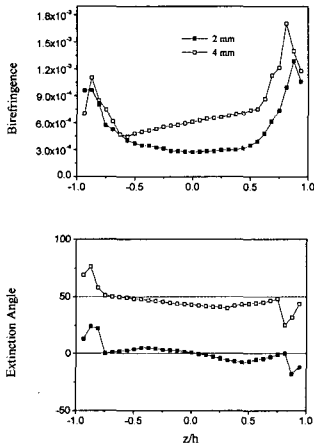 1.8x10⁻³
1.5x10⁻³
1.2x10⁻³
9.0x10⁻⁴
6.0x10⁻⁴
3.0x10⁻⁴
0.0
Birefringence
2 mm
4 mm
-1.0 -0.5 0.0 0.5 1.0
100
50
0
-50
Extinction Angle
-1.0 -0.5 0.0 0.5 1.0
z/h